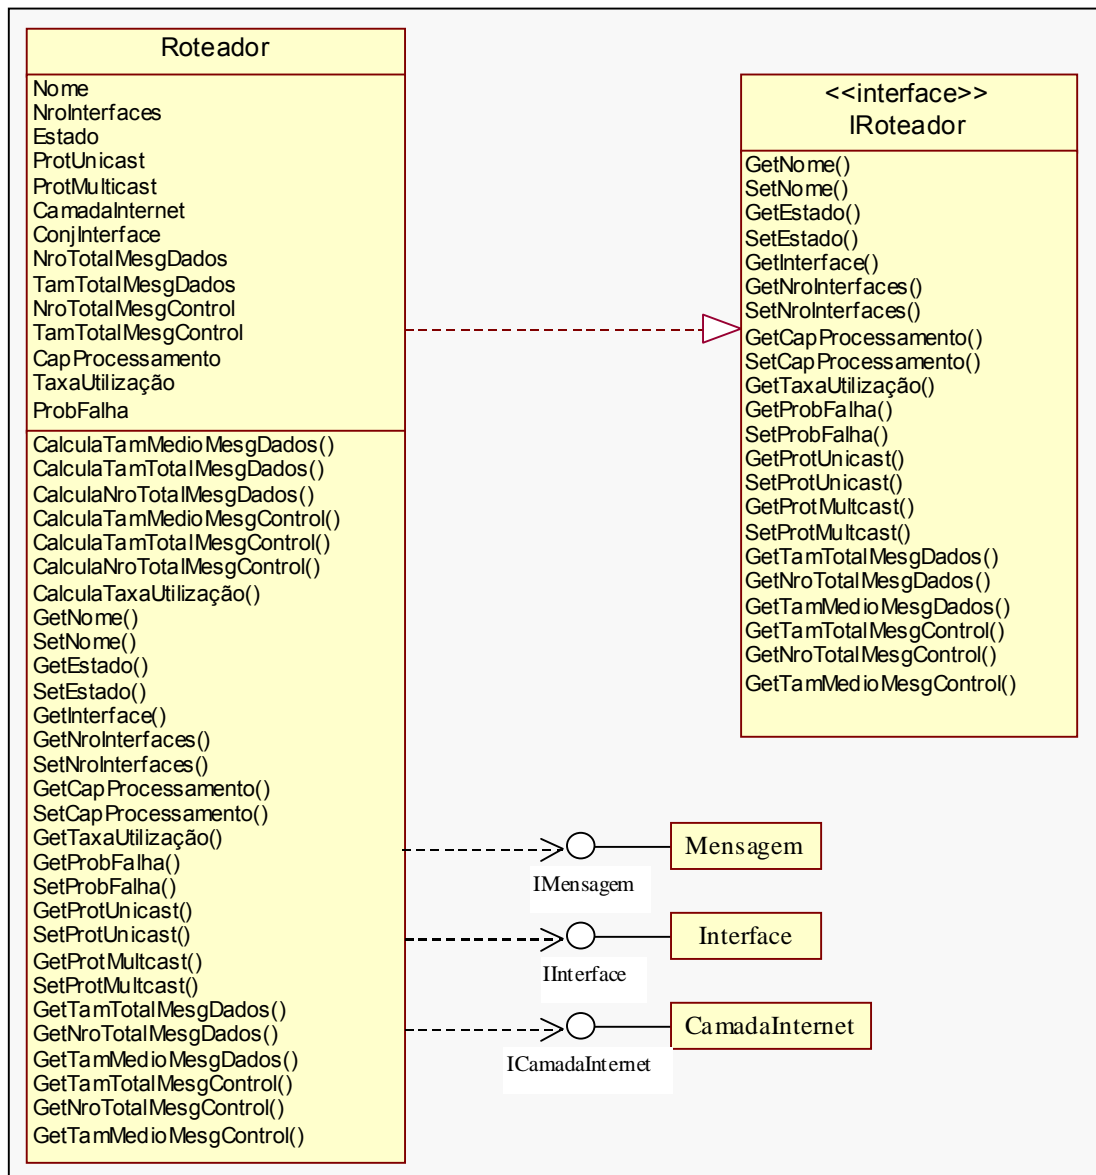 Roteador
Nome
NroInterfaces
Estado
ProtUnicast
ProtMulticast
CamadaInternet
ConjInterface
NroTotalMesgDados
TamTotalMesgDados
NroTotalMesgControl
TamTotalMesgControl
CapProcessamento
TaxaUtilização
ProbFalha
CalculaTamMedioMesgDados()
CalculaTamTotalMesgDados()
CalculaNroTotalMesgDados()
CalculaTamMedioMesgControl()
CalculaTamTotalMesgControl()
CalculaNroTotalMesgControl()
CalculaTaxaUtilização()
GetNome()
SetNome()
GetEstado()
SetEstado()
GetInterface()
GetNroInterfaces()
SetNroInterfaces()
GetCapProcessamento()
SetCapProcessamento()
GetTaxaUtilização()
GetProbFalha()
SetProbFalha()
GetProtUnicast()
SetProtUnicast()
GetProtMultcast()
SetProtMultcast()
GetTamTotalMesgDados()
GetNroTotalMesgDados()
GetTamMedioMesgDados()
GetTamTotalMesgControl()
GetNroTotalMesgControl()
GetTamMedioMesgControl()
<<interface>>
IRoteador
GetNome()
SetNome()
GetEstado()
SetEstado()
GetInterface()
GetNroInterfaces()
SetNroInterfaces()
GetCapProcessamento()
SetCapProcessamento()
GetTaxaUtilização()
GetProbFalha()
SetProbFalha()
GetProtUnicast()
SetProtUnicast()
GetProtMultcast()
SetProtMultcast()
GetTamTotalMesgDados()
GetNroTotalMesgDados()
GetTamMedioMesgDados()
GetTamTotalMesgControl()
GetNroTotalMesgControl()
GetTamMedioMesgControl()
Mensagem
IMensagem
Interface
IInterface
CamadaInternet
ICamadaInternet